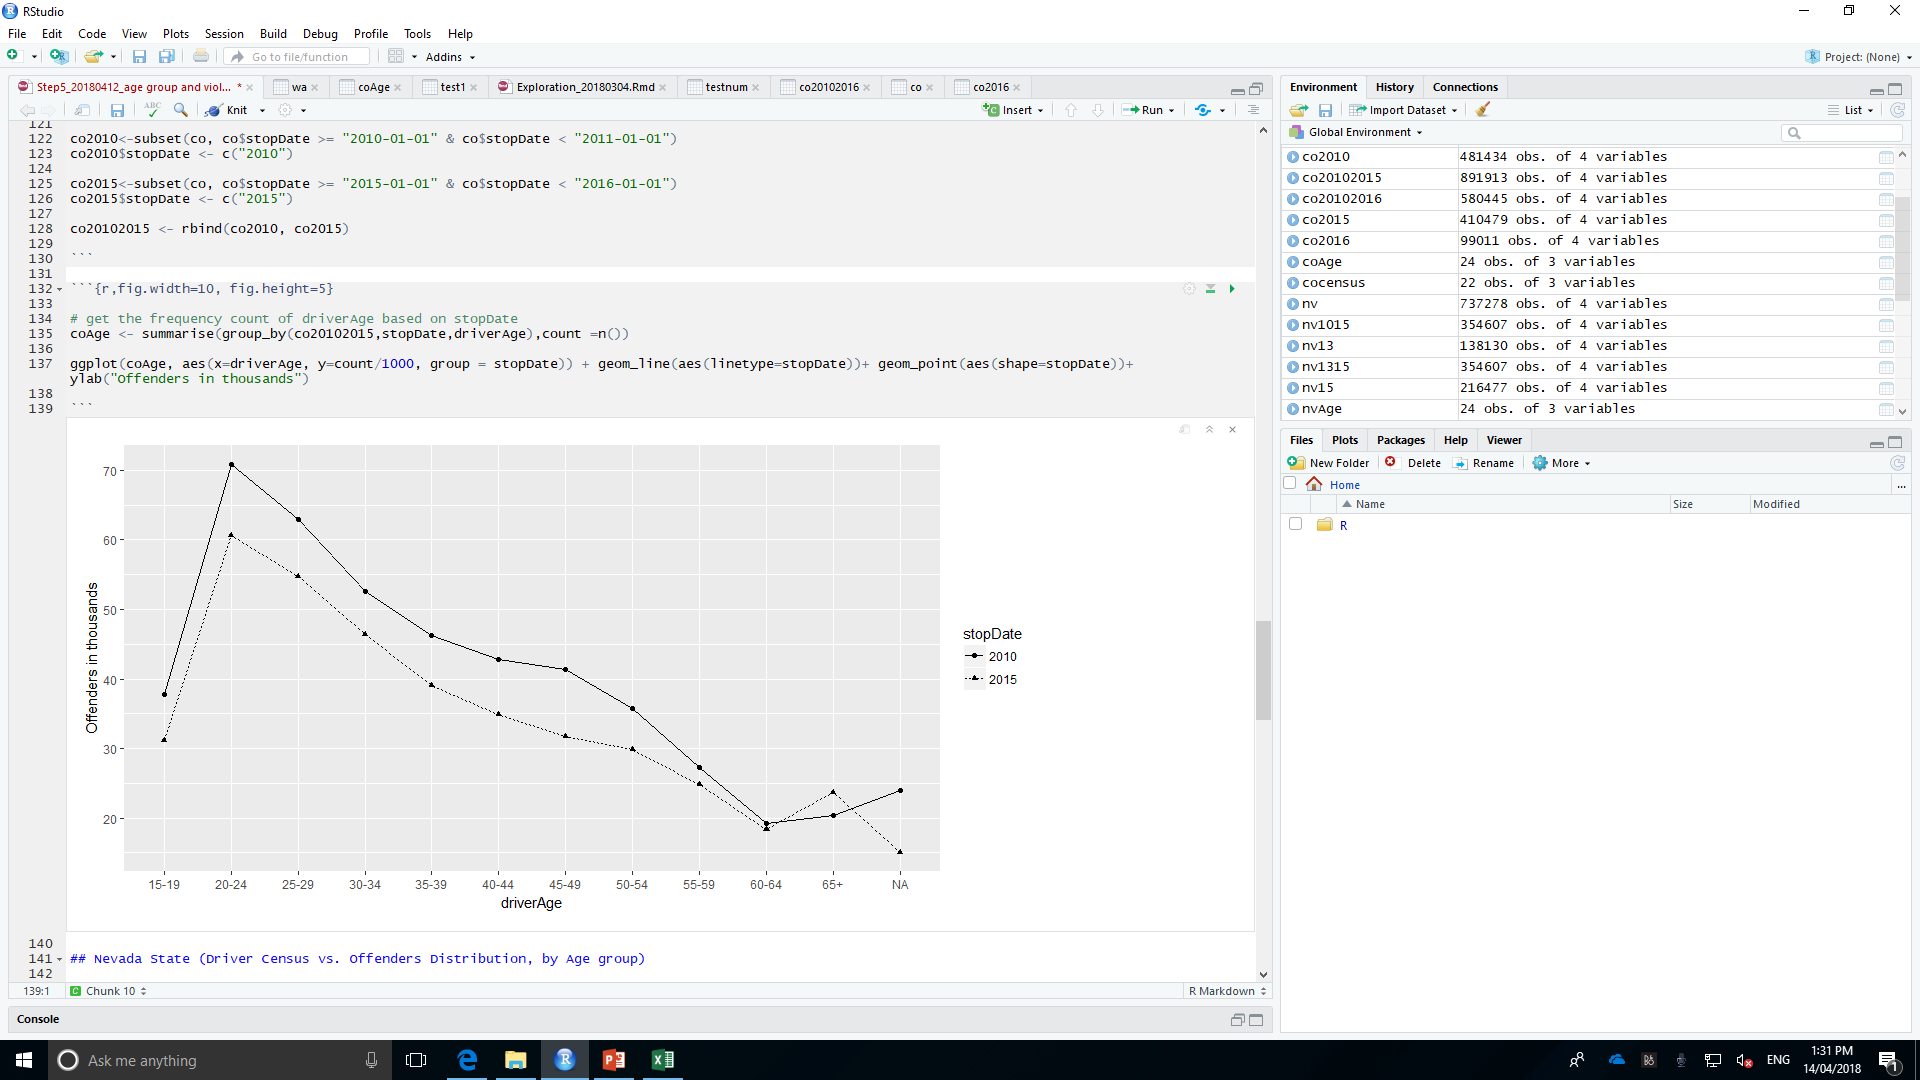 RStudio
File Edit Code View Plots Session Build Debug Profile Tools Help
Go to file/function Addins Project: (None)
Step5_20180412_age group and viol... * wa coAge test1 Exploration_20180304.Rmd testnum co20102016 co co2016
ABC Knit Insert Run
121
122 co2010<-subset(co, co$stopDate >= "2010-01-01" & co$stopDate < "2011-01-01")
123 co2010$stopDate <- c("2010")
124
125 co2015<-subset(co, co$stopDate >= "2015-01-01" & co$stopDate < "2016-01-01")
126 co2015$stopDate <- c("2015")
127
128 co20102015 <- rbind(co2010, co2015)
129
130 ```
131
132 ```{r,fig.width=10, fig.height=5}
133
134 # get the frequency count of driverAge based on stopDate
135 coAge <- summarise(group_by(co20102015,stopDate,driverAge),count =n())
136
137 ggplot(coAge, aes(x=driverAge, y=count/1000, group = stopDate)) + geom_line(aes(linetype=stopDate))+ geom_point(aes(shape=stopDate))+
ylab("Offenders in thousands")
138
139 ```
70
60
50
40
30
20
Offenders in thousands
15-19 20-24 25-29 30-34 35-39 40-44 45-49 50-54 55-59 60-64 65+ NA
driverAge
stopDate
2010
2015
140
141 ## Nevada State (Driver Census vs. Offenders Distribution, by Age group)
142
139:1 Chunk 10 R Markdown
Console
Environment History Connections
Import Dataset List
Global Environment
co2010 481434 obs. of 4 variables
co20102015 891913 obs. of 4 variables
co20102016 580445 obs. of 4 variables
co2015 410479 obs. of 4 variables
co2016 99011 obs. of 4 variables
coAge 24 obs. of 3 variables
cocensus 22 obs. of 3 variables
nv 737278 obs. of 4 variables
nv1015 354607 obs. of 4 variables
nv13 138130 obs. of 4 variables
nv1315 354607 obs. of 4 variables
nv15 216477 obs. of 4 variables
nvAge 24 obs. of 3 variables
Files Plots Packages Help Viewer
New Folder Delete Rename More
Home ...
Name Size Modified
R
Ask me anything
ENG
1:31 PM
14/04/2018
1